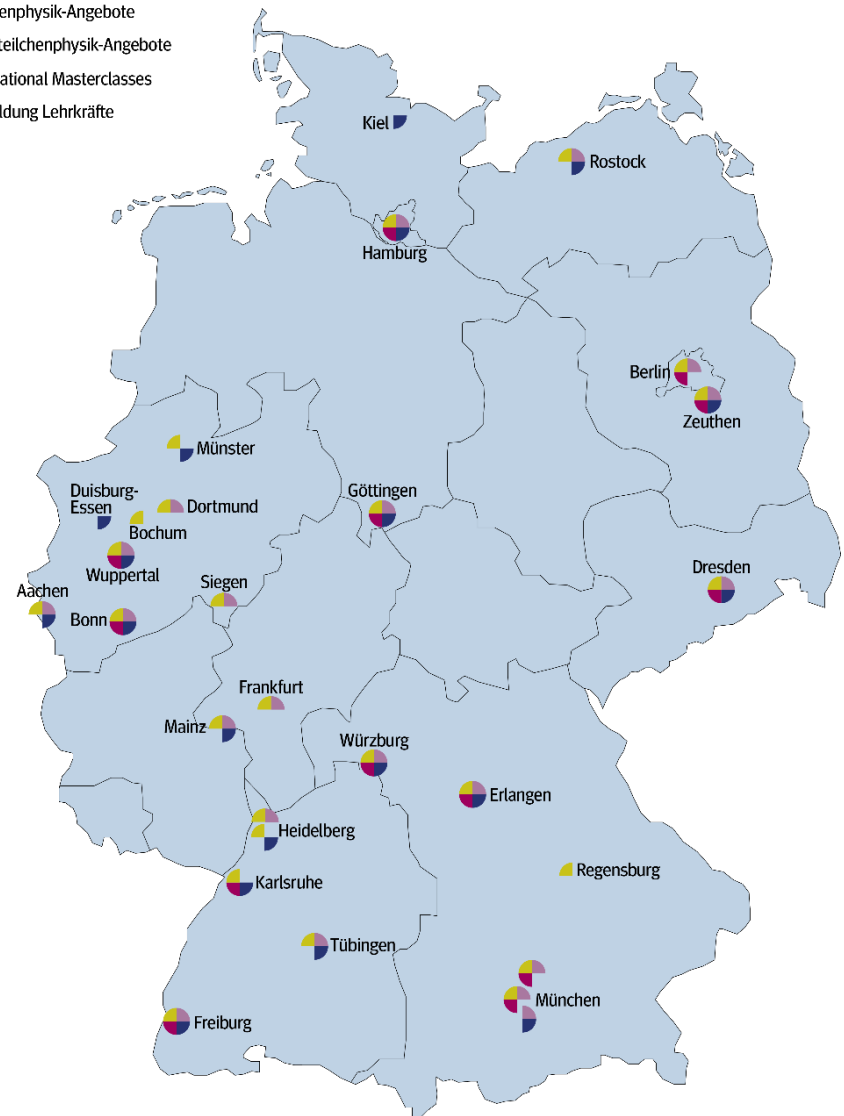 enphysik-Angebote
teilchenphysik-Angebote
ational Masterclasses
ldung Lehrkräfte
Kiel
Rostock
Hamburg
Berlin
Zeuthen
Münster
Duisburg-
Essen
Dortmund
Bochum
Göttingen
Wuppertal
Aachen
Siegen
Dresden
Bonn
Frankfurt
Mainz
Würzburg
Erlangen
Heidelberg
Regensburg
Karlsruhe
Tübingen
München
Freiburg